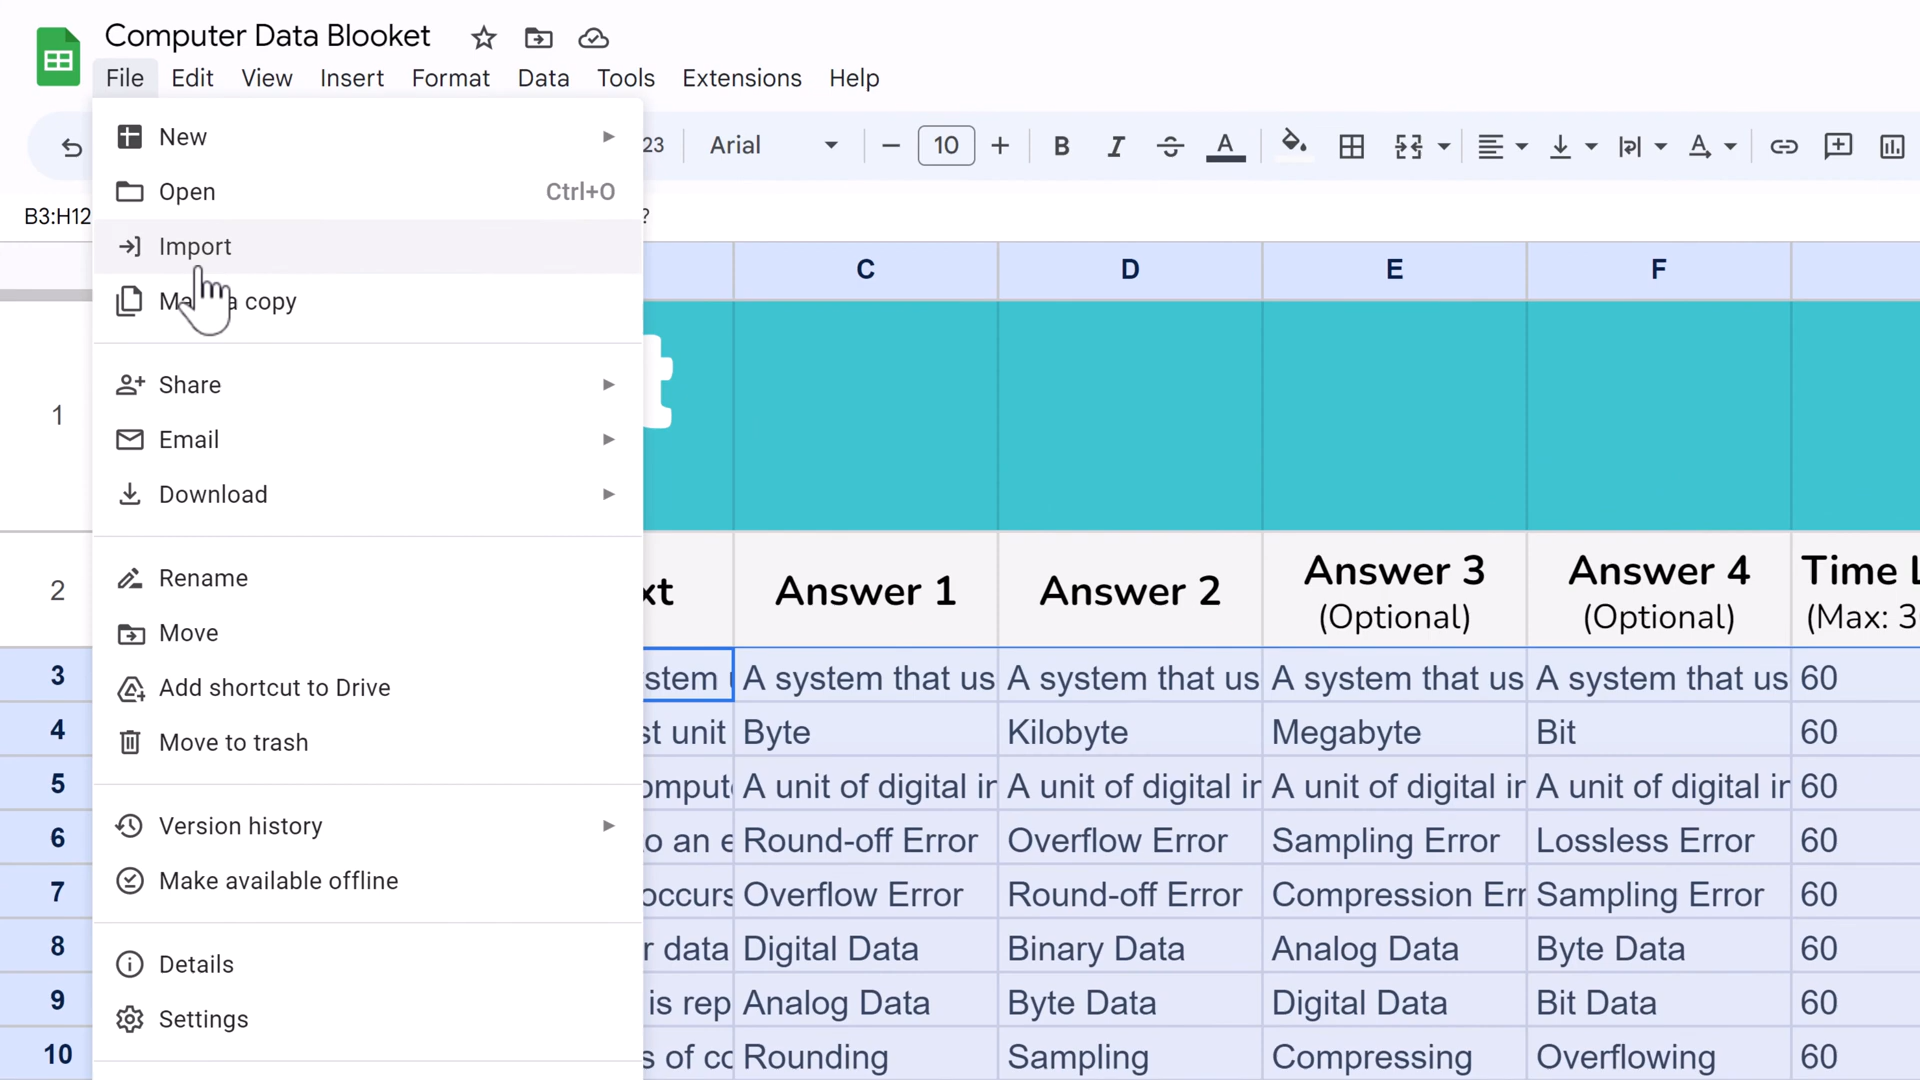 Computer Data Blooket
File Edit View Insert Format Data Tools Extensions Help
New
23 Arial 10 B I S A
Open Ctrl+O
B3:H12 ?
Import
copy
C D E F
Share
1
t
Email
Download
Rename
2 xt Answer 1 Answer 2 Answer 3 (Optional) Answer 4 (Optional) Time L (Max: 3
Move
3 stem A system that us A system that us A system that us A system that us 60
Add shortcut to Drive
4 st unit Byte Kilobyte Megabyte Bit 60
Move to trash
5 omput A unit of digital ir A unit of digital ir A unit of digital ir A unit of digital ir 60
Version history
6 o an e Round-off Error Overflow Error Sampling Error Lossless Error 60
Make available offline
7 occurs Overflow Error Round-off Error Compression Err Sampling Error 60
8 r data Digital Data Binary Data Analog Data Byte Data 60
Details
9 is rep Analog Data Byte Data Digital Data Bit Data 60
Settings
10 s of co Rounding Sampling Compressing Overflowing 60